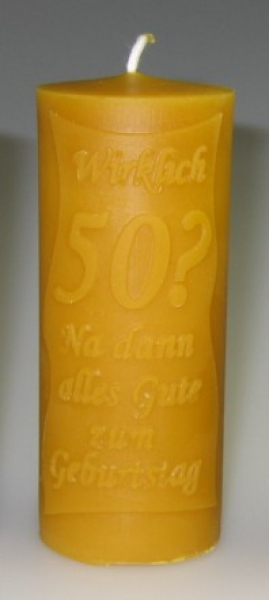 Wirklich
50?
Na dann
alles Gute
zum
Geburtstag